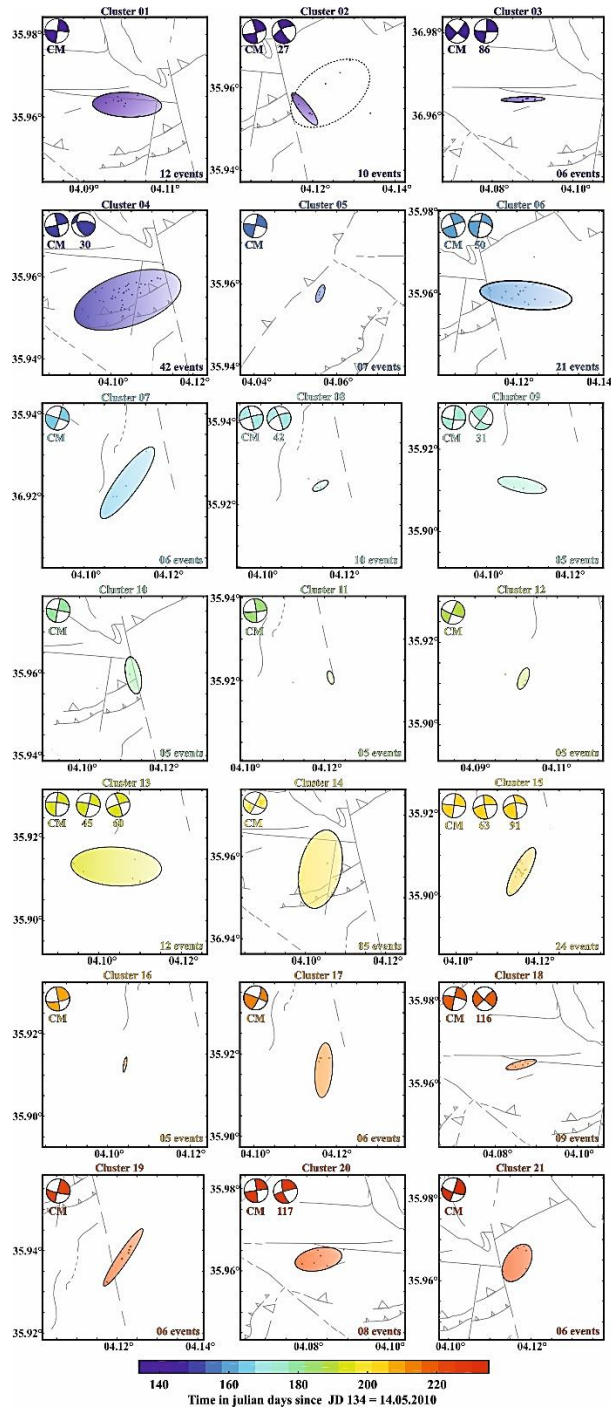 Cluster 01
Cluster 02
Cluster 03
35.98°
35.96°
CM
12 events
04.09° 04.11°
35.96°
35.94°
CM 27
10 events
04.12° 04.14°
36.98°
36.96°
CM 86
06 events
04.08° 04.10°
Cluster 04
Cluster 05
Cluster 06
35.96°
35.94°
CM 30
42 events
04.10° 04.12°
35.96°
35.94°
CM
07 events
04.04° 04.06°
35.98°
35.96°
CM 50
21 events
04.12° 04.14
Cluster 07
Cluster 08
Cluster 09
35.94°
36.92°
CM
06 events
04.10° 04.12°
35.94°
35.92°
CM 42
10 events
04.10° 04.12°
35.92°
35.90°
CM 31
05 events
04.10° 04.12°
Cluster 10
Cluster 11
Cluster 12
35.96°
35.94°
CM
05 events
04.10° 04.12°
35.94°
35.92°
CM
05 events
04.10° 04.12°
35.92°
35.90°
CM
05 events
04.09° 04.11°
Cluster 13
Cluster 14
Cluster 15
35.92°
35.90°
CM 45 60
12 events
04.10° 04.12°
35.96°
36.94°
CM
05 events
04.10° 04.12°
35.92°
35.90°
CM 63 91
24 events
04.10° 04.12°
Cluster 16
Cluster 17
Cluster 18
35.92°
35.90°
CM
05 events
04.10° 04.12°
35.92°
35.90°
CM
06 events
04.12°
35.98°
35.96°
CM 116
09 events
04.08° 04.10°
Cluster 19
Cluster 20
Cluster 21
35.94°
35.92°
CM
06 events
04.12° 04.14°
35.98°
35.96°
CM 117
08 events
04.08° 04.10°
35.98°
35.96°
CM
06 events
04.12°
140 160 180 200 220
Time in julian days since JD 134 = 14.05.2010